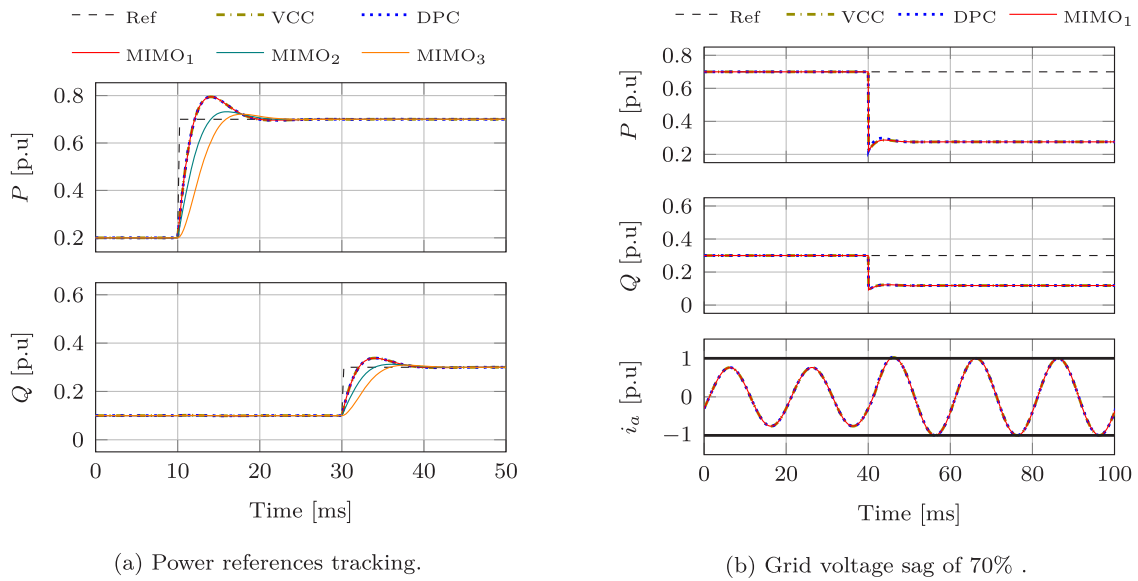 Ref VCC DPC
MIMO1 MIMO2 MIMO3
0.8
0.6
0.4
0.2
P [p.u]
0.6
0.4
0.2
0
Q [p.u]
0 10 20 30 40 50
Time [ms]
(a) Power references tracking.
Ref VCC DPC MIMO1
0.8
0.6
0.4
0.2
P [p.u]
0.6
0.4
0.2
0
Q [p.u]
1
0
−1
ia [p.u]
0 20 40 60 80 100
Time [ms]
(b) Grid voltage sag of 70% .